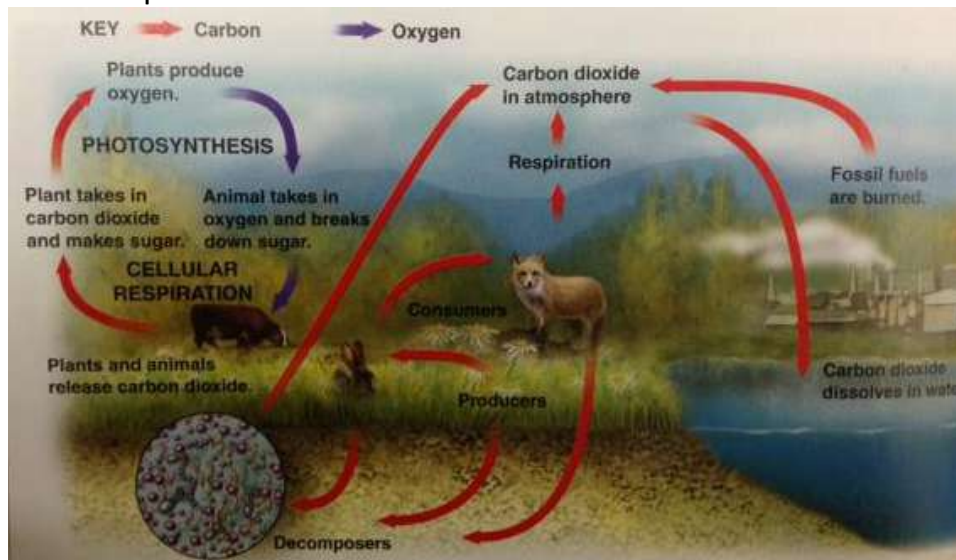 KEY Carbon Oxygen
Plants produce
oxygen.
PHOTOSYNTHESIS
Plant takes in
carbon dioxide
and makes sugar.
Animal takes in
oxygen and breaks
down sugar.
CELLULAR
RESPIRATION
Plants and animals
release carbon dioxide.
Carbon dioxide
in atmosphere
Respiration
Fossil fuels
are burned.
Consumers
Producers
Carbon dioxide
dissolves in wate
Decomposers